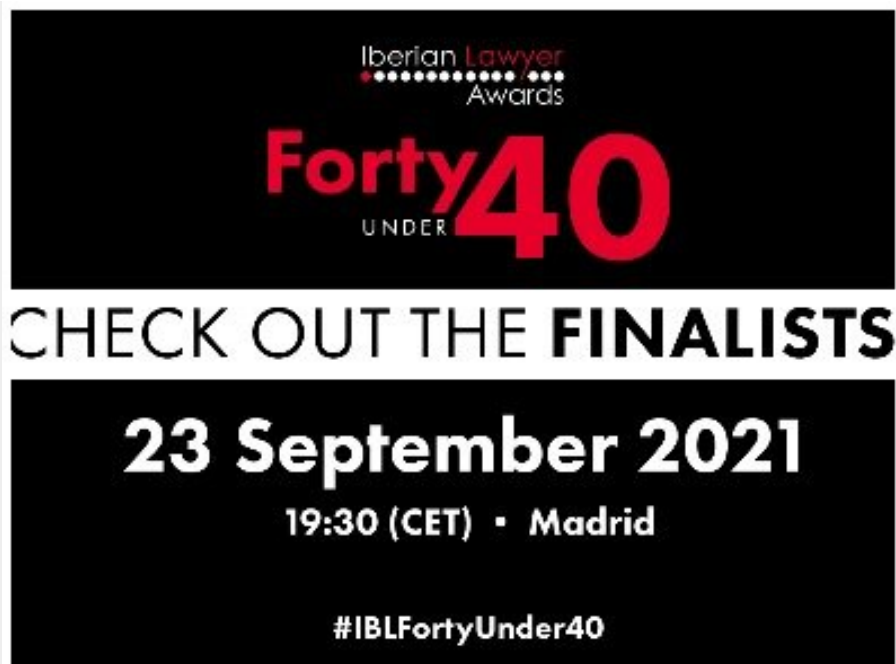 Iberian Lawyer
Awards
Forty
UNDER 40
CHECK OUT THE FINALISTS
23 September 2021
19:30 (CET) • Madrid
#IBLFortyUnder40